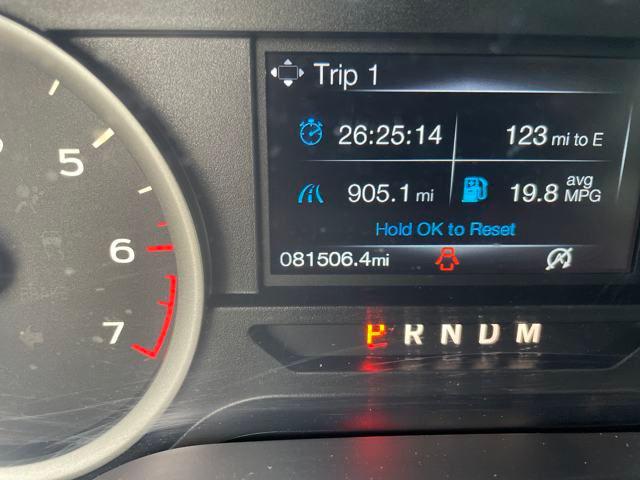 Trip 1
26:25:14
123 mi to E
905.1 mi
19.8 avg MPG
Hold OK to Reset
081506.4mi
P R N D M
5
6
7